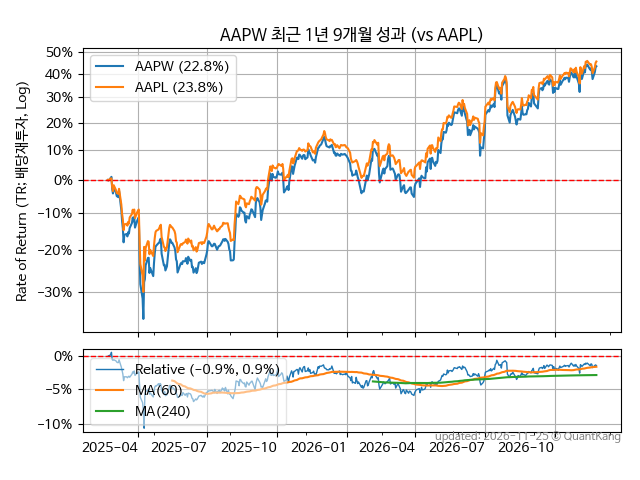 AAPW 최근 1년 9개월 성과 (vs AAPL)
Rate of Return (TR: 배당재투자, Log)
50%
40%
30%
20%
10%
0%
−10%
−20%
−30%
AAPW (22.8%)
AAPL (23.8%)
0%
−5%
−10%
Relative (−0.9%, 0.9%)
MA(60)
MA(240)
2025-04 2025-07 2025-10 2026-01 2026-04 2026-07 2026-10
updated: 2026-11-25 © QuantKang